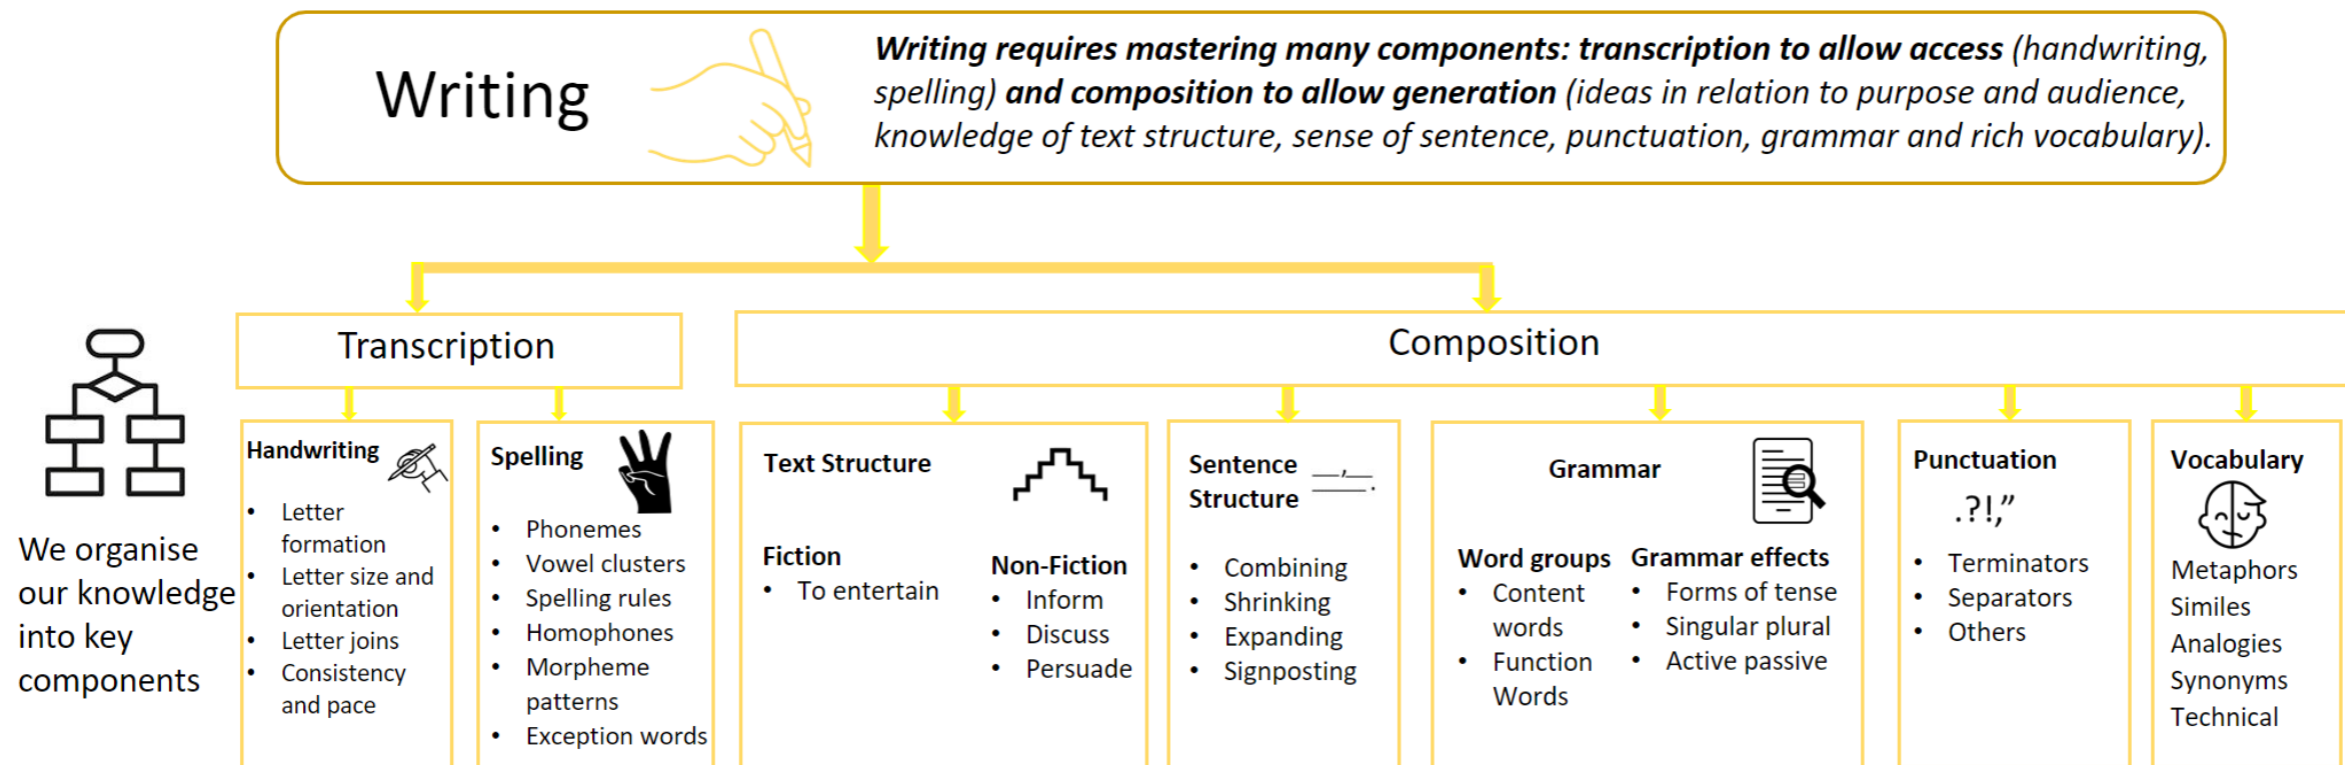 Writing
Writing requires mastering many components: transcription to allow access (handwriting,
spelling) and composition to allow generation (ideas in relation to purpose and audience,
knowledge of text structure, sense of sentence, punctuation, grammar and rich vocabulary).
We organise
our knowledge
into key
components
Transcription
Handwriting
• Letter
formation
• Letter size and
orientation
• Letter joins
• Consistency
and pace
Spelling
• Phonemes
• Vowel clusters
• Spelling rules
• Homophones
• Morpheme
patterns
• Exception words
Composition
Text Structure
Fiction
• To entertain
Non-Fiction
• Inform
• Discuss
• Persuade
Sentence
Structure
• Combining
• Shrinking
• Expanding
• Signposting
Grammar
Word groups
• Content
words
• Function
Words
Grammar effects
• Forms of tense
• Singular plural
• Active passive
Punctuation
.?!,”
• Terminators
• Separators
• Others
Vocabulary
Metaphors
Similes
Analogies
Synonyms
Technical